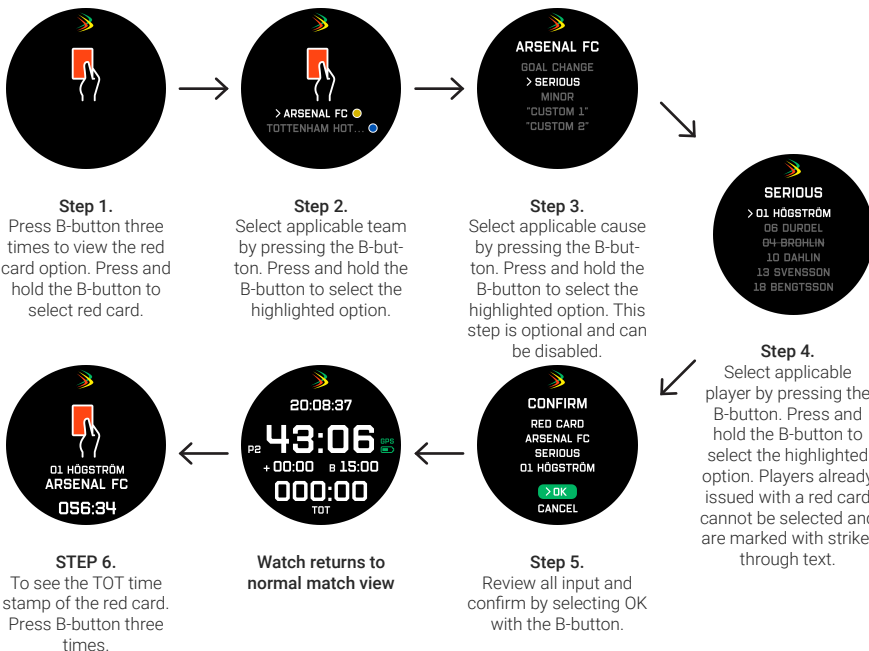 Step 1.
Press B-button three
times to view the red
card option. Press and
hold the B-button to
select red card.
> ARSENAL FC
TOTTENHAM HOT...
Step 2.
Select applicable team
by pressing the B-but-
ton. Press and hold the
B-button to select the
highlighted option.
ARSENAL FC
GOAL CHANGE
> SERIOUS
MINOR
"CUSTOM 1"
"CUSTOM 2"
Step 3.
Select applicable cause
by pressing the B-but-
ton. Press and hold the
B-button to select the
highlighted option. This
step is optional and can
be disabled.
SERIOUS
> 01 HÖGSTRÖM
06 DURDEL
04 BROHLIN
10 DAHLIN
13 SVENSSON
18 BENGTSSON
Step 4.
Select applicable
player by pressing the
B-button. Press and
hold the B-button to
select the highlighted
option. Players already
issued with a red card
cannot be selected and
are marked with strike
through text.
CONFIRM
RED CARD
ARSENAL FC
SERIOUS
01 HÖGSTRÖM
> OK
CANCEL
Step 5.
Review all input and
confirm by selecting OK
with the B-button.
20:08:37
P2 43:06 GPS
+ 00:00 B 15:00
000:00
TOT
Watch returns to
normal match view
01 HÖGSTRÖM
ARSENAL FC
056:34
STEP 6.
To see the TOT time
stamp of the red card.
Press B-button three
times.